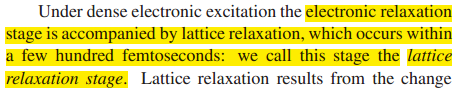 Under dense electronic excitation the electronic relaxation
stage is accompanied by lattice relaxation, which occurs within
a few hundred femtoseconds: we call this stage the lattice
relaxation stage. Lattice relaxation results from the change